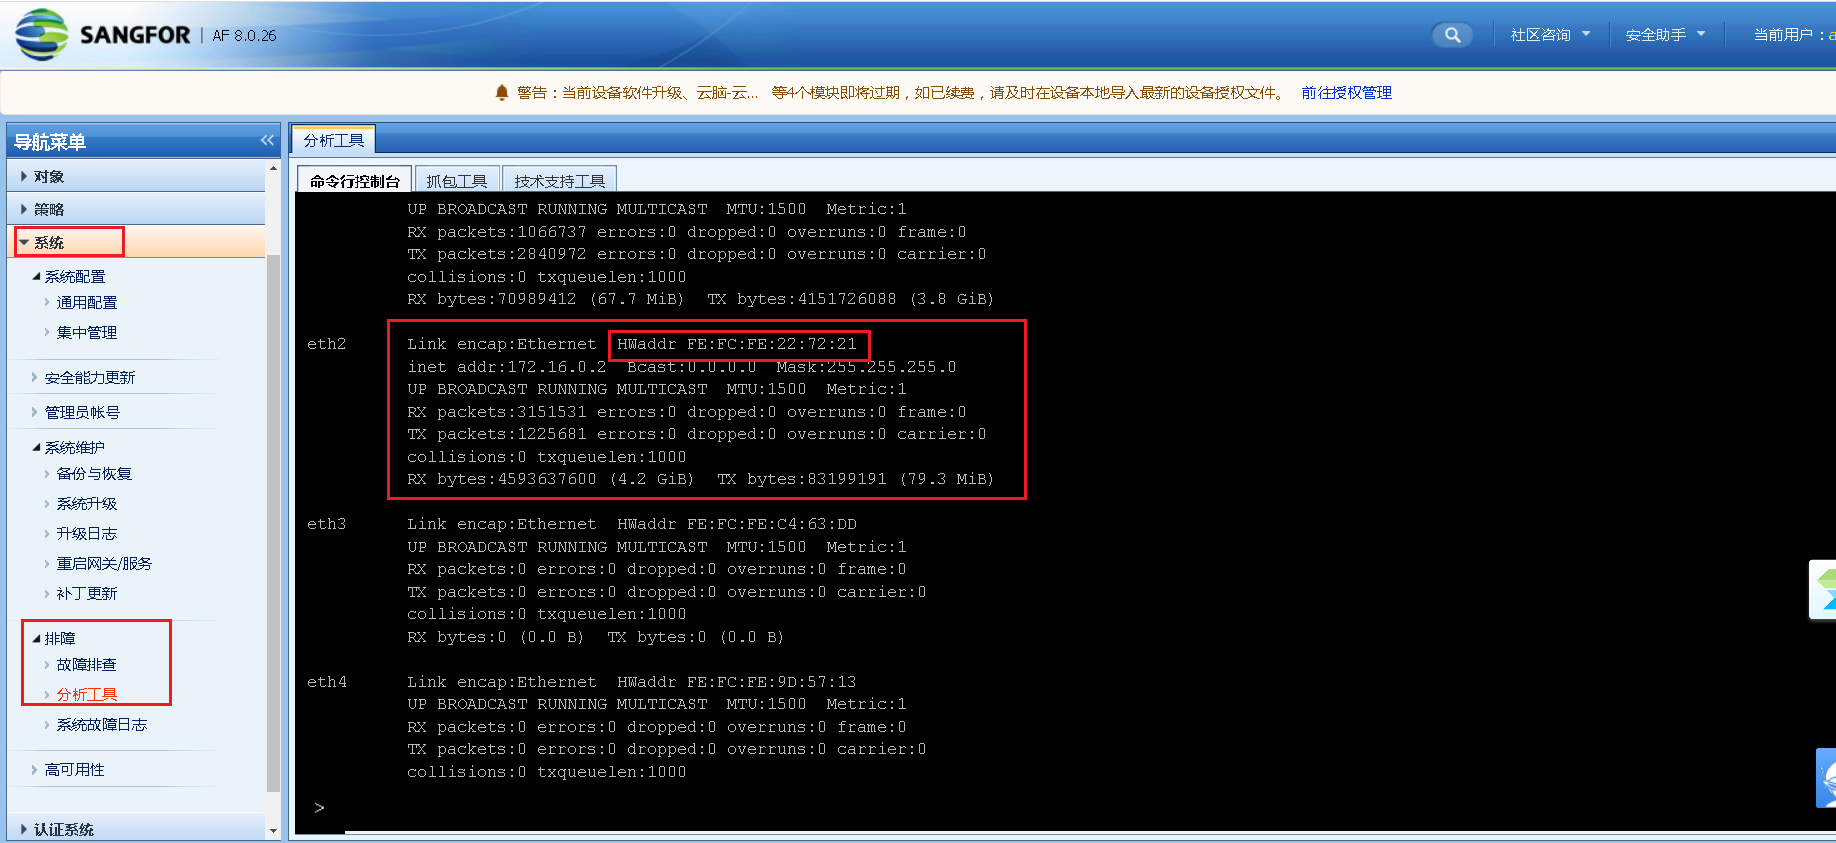 SANGFOR | AF 8.0.26
社区咨询
安全助手
当前用户：a
警告：当前设备软件升级、云脑-云... 等4个模块即将过期，如已续费，请及时在设备本地导入最新的设备授权文件。 前往授权管理
导航菜单
对象
策略
系统
系统配置
通用配置
集中管理
安全能力更新
管理员帐号
系统维护
备份与恢复
系统升级
升级日志
重启网关/服务
补丁更新
排障
故障排查
分析工具
系统故障日志
高可用性
认证系统
分析工具
命令行控制台 抓包工具 技术支持工具
UP BROADCAST RUNNING MULTICAST  MTU:1500  Metric:1
RX packets:1066737 errors:0 dropped:0 overruns:0 frame:0
TX packets:2840972 errors:0 dropped:0 overruns:0 carrier:0
collisions:0 txqueuelen:1000
RX bytes:70989412 (67.7 MiB)  TX bytes:4151726088 (3.8 GiB)
eth2      Link encap:Ethernet  HWaddr FE:FC:FE:22:72:21
inet addr:172.16.0.2  Bcast:0.0.0.0  Mask:255.255.255.0
UP BROADCAST RUNNING MULTICAST  MTU:1500  Metric:1
RX packets:3151531 errors:0 dropped:0 overruns:0 frame:0
TX packets:1225681 errors:0 dropped:0 overruns:0 carrier:0
collisions:0 txqueuelen:1000
RX bytes:4593637600 (4.2 GiB)  TX bytes:83199191 (79.3 MiB)
eth3      Link encap:Ethernet  HWaddr FE:FC:FE:C4:63:DD
UP BROADCAST RUNNING MULTICAST  MTU:1500  Metric:1
RX packets:0 errors:0 dropped:0 overruns:0 frame:0
TX packets:0 errors:0 dropped:0 overruns:0 carrier:0
collisions:0 txqueuelen:1000
RX bytes:0 (0.0 B)  TX bytes:0 (0.0 B)
eth4      Link encap:Ethernet  HWaddr FE:FC:FE:9D:57:13
UP BROADCAST RUNNING MULTICAST  MTU:1500  Metric:1
RX packets:0 errors:0 dropped:0 overruns:0 frame:0
TX packets:0 errors:0 dropped:0 overruns:0 carrier:0
collisions:0 txqueuelen:1000
>